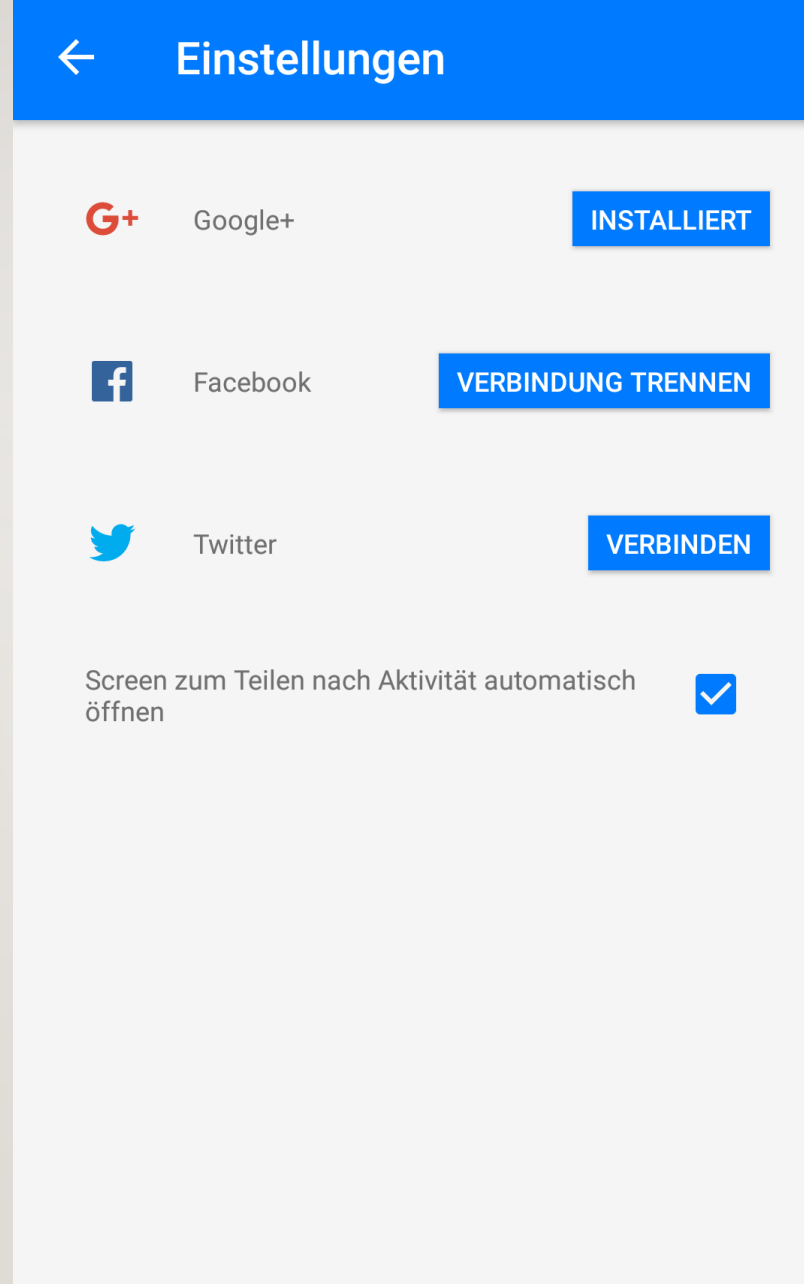 Einstellungen
G+ Google+ INSTALLIERT
f Facebook VERBINDUNG TRENNEN
Twitter VERBINDEN
Screen zum Teilen nach Aktivität automatisch
öffnen